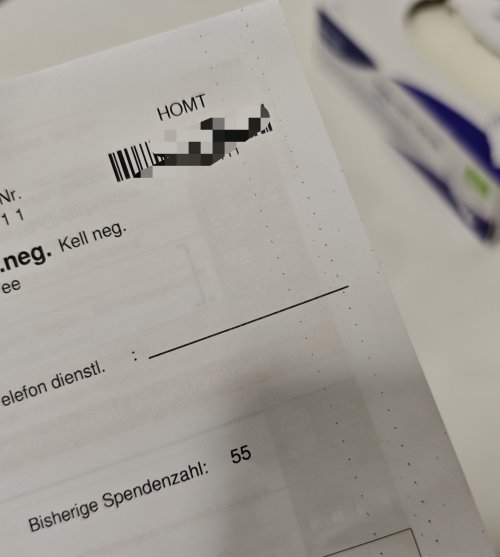 HOMT
Nr.
1 1
.neg. Kell neg.
ee
elefon dienstl. :
Bisherige Spendenzahl: 55